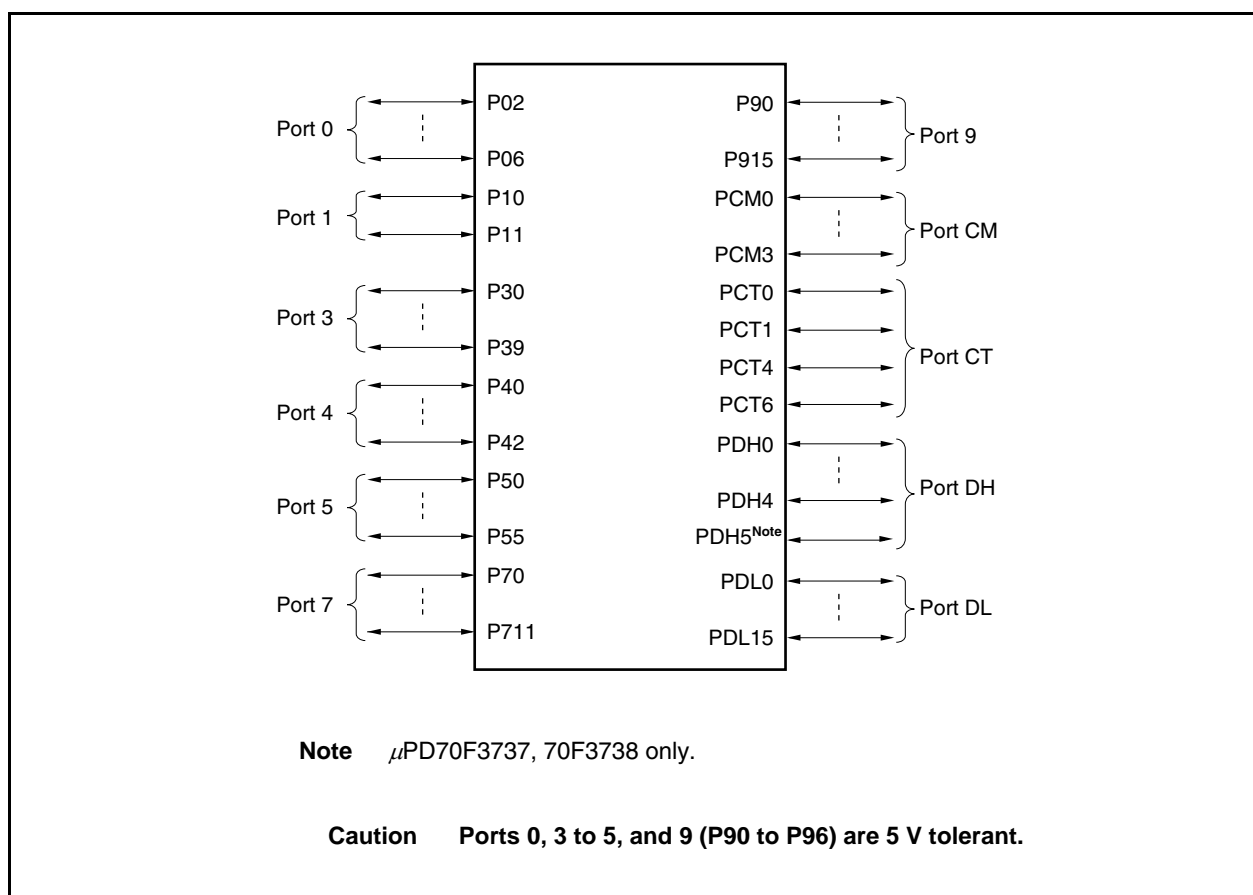 Port 0
P02
P06
Port 1
P10
P11
Port 3
P30
P39
Port 4
P40
P42
Port 5
P50
P55
Port 7
P70
P711
P90
P915
Port 9
PCM0
PCM3
Port CM
PCT0
PCT1
PCT4
PCT6
Port CT
PDH0
PDH4
PDH5Note
Port DH
PDL0
PDL15
Port DL
Note μPD70F3737, 70F3738 only.
Caution Ports 0, 3 to 5, and 9 (P90 to P96) are 5 V tolerant.